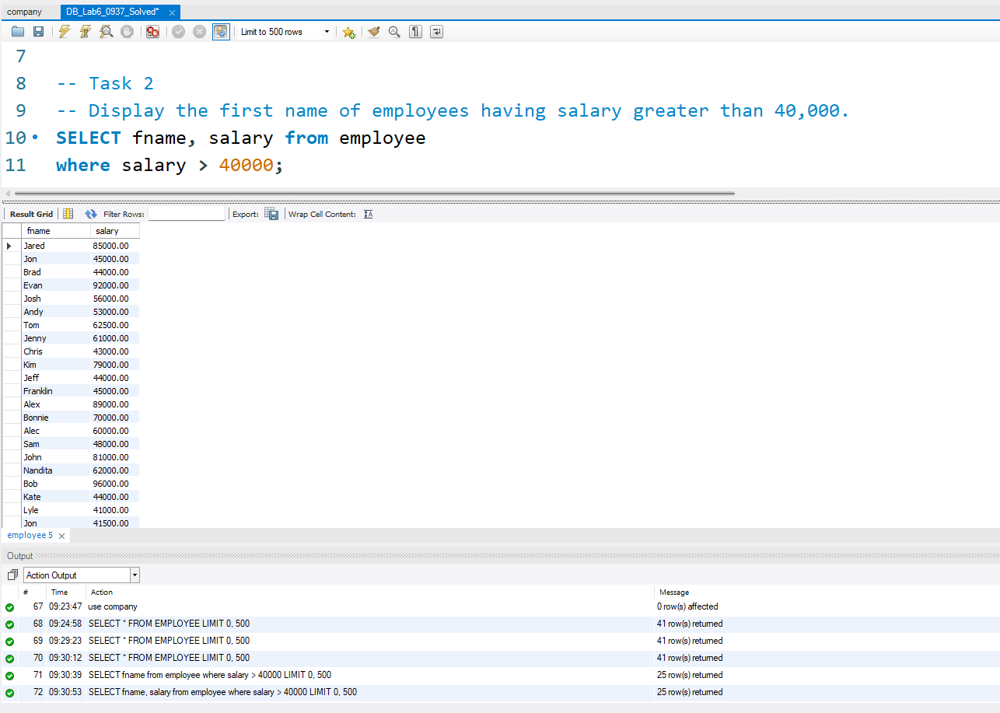 company DB_Lab6_0937_Solved* ×
Limit to 500 rows
7
8 -- Task 2
9 -- Display the first name of employees having salary greater than 40,000.
10 SELECT fname, salary from employee
11 where salary > 40000;
Result Grid Filter Rows: Export: Wrap Cell Content: IA
fname salary
Jared 85000.00
Jon 45000.00
Brad 44000.00
Evan 92000.00
Josh 56000.00
Andy 53000.00
Tom 62500.00
Jenny 61000.00
Chris 43000.00
Kim 79000.00
Jeff 44000.00
Franklin 45000.00
Alex 89000.00
Bonnie 70000.00
Alec 60000.00
Sam 48000.00
John 81000.00
Nandita 62000.00
Bob 96000.00
Kate 44000.00
Lyle 41000.00
Jon 41500.00
employee 5 ×
Output
Action Output
# Time Action Message
67 09:23:47 use company 0 row(s) affected
68 09:24:58 SELECT * FROM EMPLOYEE LIMIT 0, 500 41 row(s) returned
69 09:29:23 SELECT * FROM EMPLOYEE LIMIT 0, 500 41 row(s) returned
70 09:30:12 SELECT * FROM EMPLOYEE LIMIT 0, 500 41 row(s) returned
71 09:30:39 SELECT fname from employee where salary > 40000 LIMIT 0, 500 25 row(s) returned
72 09:30:53 SELECT fname, salary from employee where salary > 40000 LIMIT 0, 500 25 row(s) returned